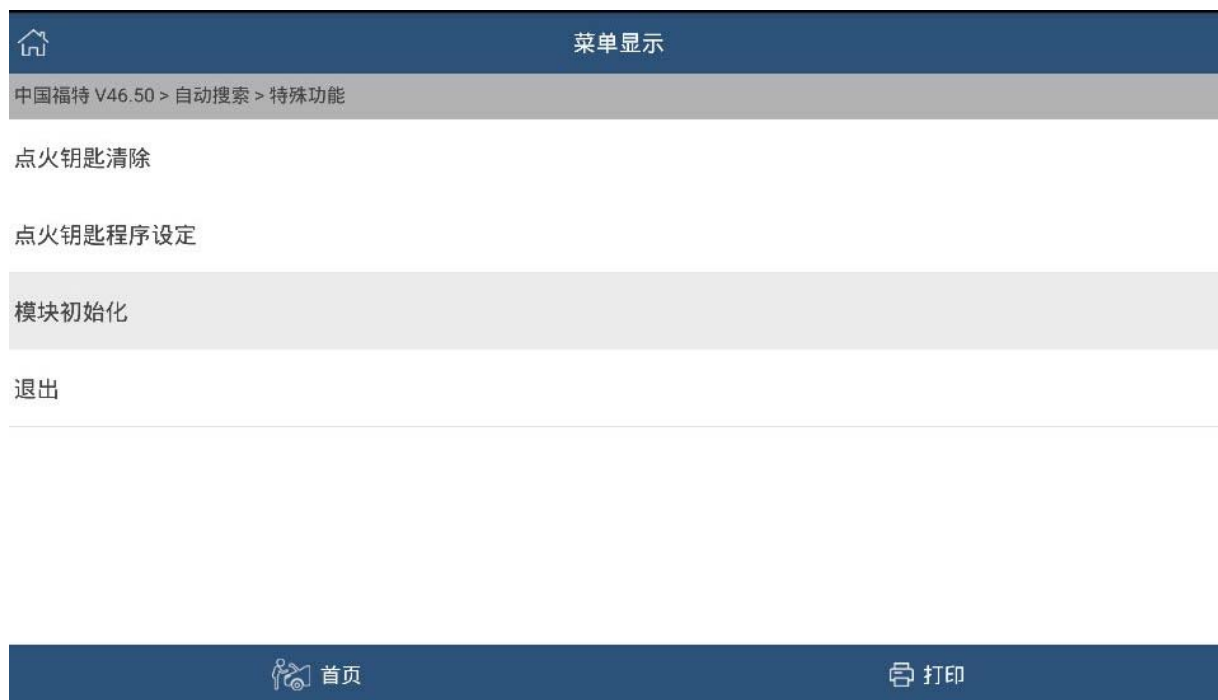 菜单显示
中国福特 V46.50 > 自动搜索 > 特殊功能
点火钥匙清除
点火钥匙程序设定
模块初始化
退出
首页
打印